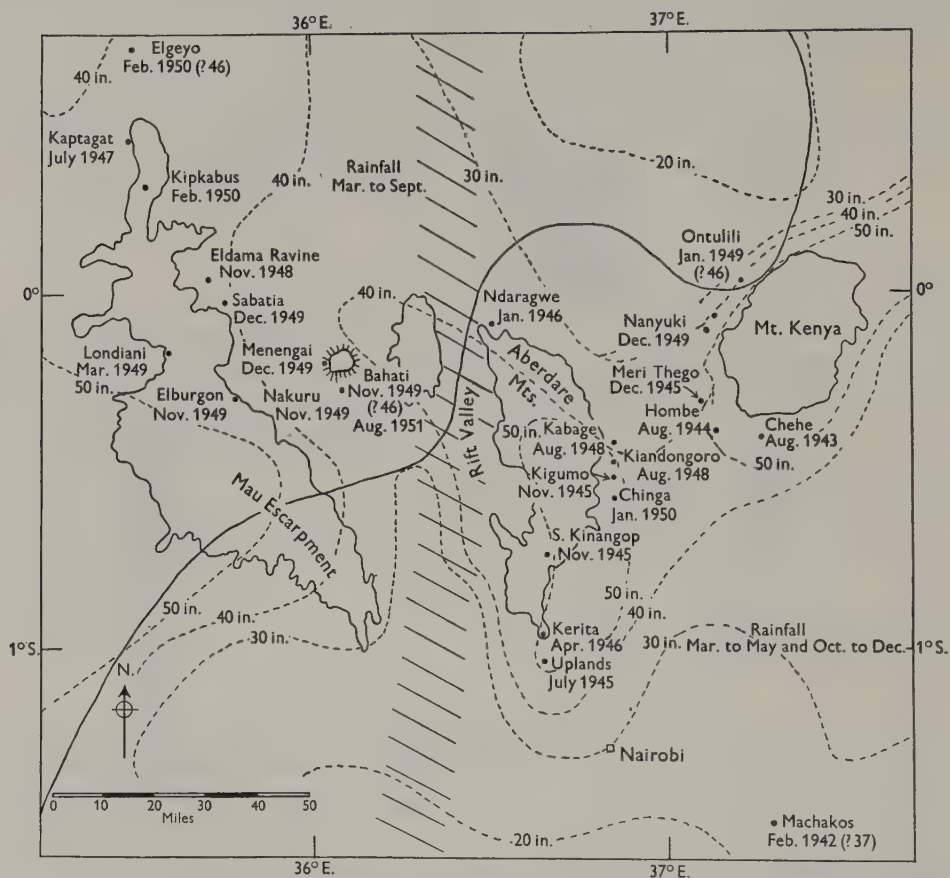 36° E.
37° E.
Elgeyo
Feb. 1950 (?46)
40 in.
Kaptagat
July 1947
Kipkabus
Feb. 1950
40 in.
Rainfall
Mar. to Sept.
30 in.
20 in.
30 in.
40 in.
50 in.
Ontulili
Jan. 1949
(?46)
Eldama Ravine
Nov. 1948
0°
0°
Sabatia
Dec. 1949
40 in.
Ndaragwe
Jan. 1946
Nanyuki
Dec. 1949
Mt. Kenya
Londiani
Mar. 1949
50 in.
Menengai
Dec. 1949
Aberdare
Mts.
Meri Thego
Dec. 1945
Elburgon
Nov. 1949
Nakuru
Nov. 1949
Bahati
Nov. 1949
(?46)
Aug. 1951
Rift Valley
50 in.
Kabage
Aug. 1948
Hombe
Aug. 1944
Chehe
Aug. 1943
50 in.
Kiandongoro
Aug. 1948
Kigumo
Nov. 1945
Chinga
Jan. 1950
Mau Escarpment
S. Kinangop
Nov. 1945
50 in.
40 in.
30 in.
50 in.
40 in.
30 in.
Kerita
Apr. 1946
Uplands
July 1945
Rainfall
Mar. to May and Oct. to Dec.
1° S.
1° S.
N.
Nairobi
0 10 20 30 40 50
Miles
20 in.
Machakos
Feb. 1942 (?37)
36° E.
37° E.